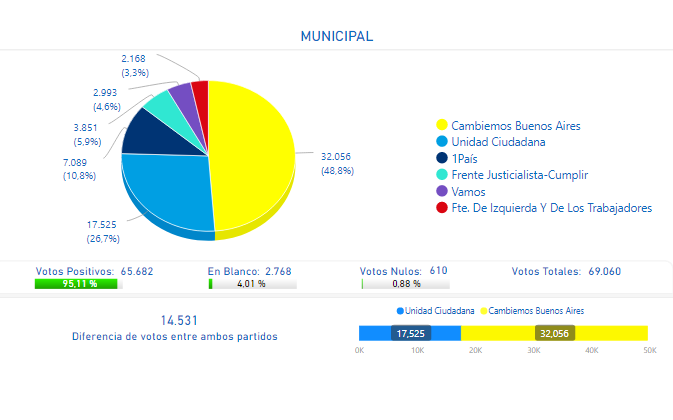 MUNICIPAL
2.168
(3,3%)
2.993
(4,6%)
3.851
(5,9%)
7.089
(10,8%)
17.525
(26,7%)
32.056
(48,8%)
Cambiemos Buenos Aires
Unidad Ciudadana
1País
Frente Justicialista-Cumplir
Vamos
Fte. De Izquierda Y De Los Trabajadores
Votos Positivos: 65.682
95,11 %
En Blanco: 2.768
4,01 %
Votos Nulos: 610
0,88 %
Votos Totales: 69.060
14.531
Diferencia de votos entre ambos partidos
Unidad Ciudadana Cambiemos Buenos Aires
17,525 32,056
0K 10K 20K 30K 40K 50K